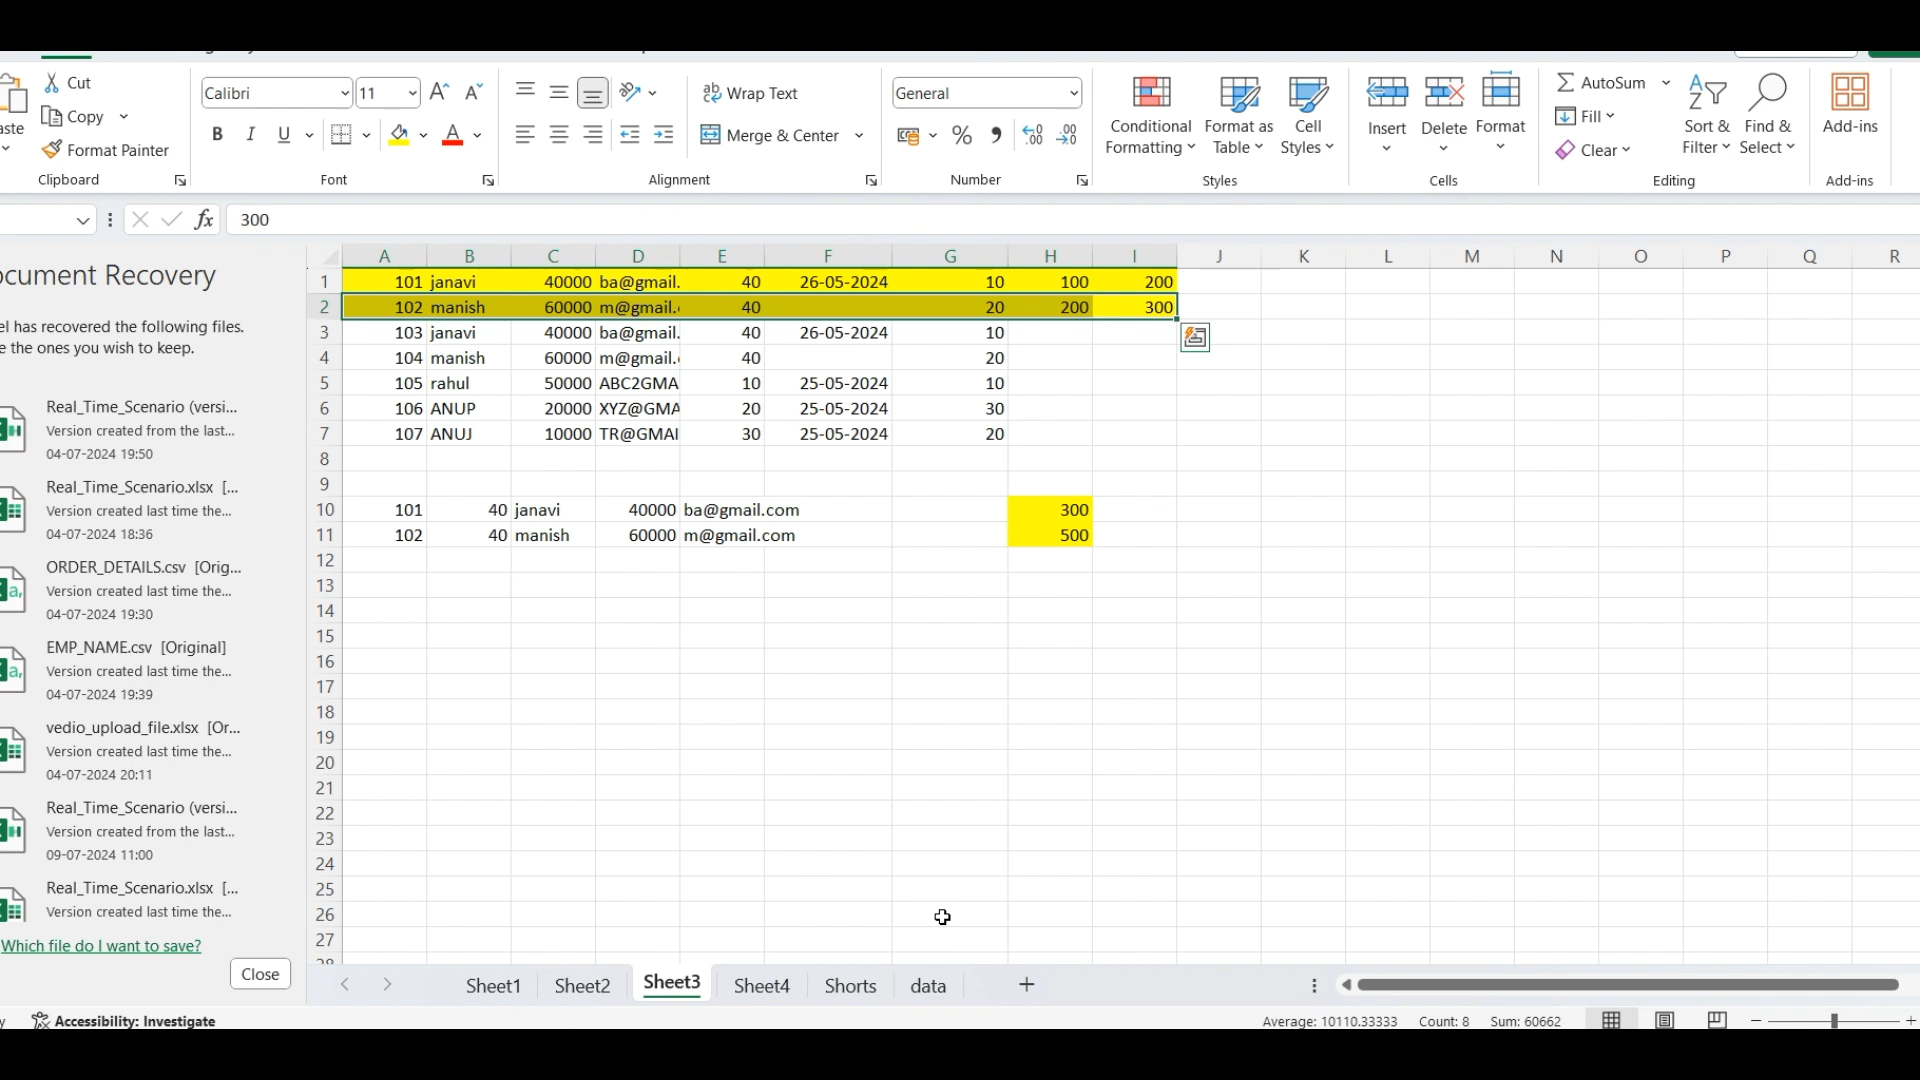 Cut
Copy
aste
Format Painter
Clipboard
Calibri 11
B I U
Font
Wrap Text
Merge & Center
Alignment
General
Number
Conditional Formatting
Format as Table
Cell Styles
Styles
Insert
Delete
Format
Cells
AutoSum
Fill
Clear
Sort & Filter
Find & Select
Editing
Add-ins
Add-ins
fx 300
ocument Recovery
el has recovered the following files.
e the ones you wish to keep.
Real_Time_Scenario (versi...
Version created from the last...
04-07-2024 19:50
Real_Time_Scenario.xlsx [...
Version created last time the...
04-07-2024 18:36
ORDER_DETAILS.csv [Orig...
Version created last time the...
04-07-2024 19:30
EMP_NAME.csv [Original]
Version created last time the...
04-07-2024 19:39
vedio_upload_file.xlsx [Or...
Version created last time the...
04-07-2024 20:11
Real_Time_Scenario (versi...
Version created from the last...
09-07-2024 11:00
Real_Time_Scenario.xlsx [...
Version created last time the...
Which file do I want to save?
Close
A B C D E F G H I J K L M N O P Q R
1 101 janavi 40000 ba@gmail. 40 26-05-2024 10 100 200
2 102 manish 60000 m@gmail. 40 20 200 300
3 103 janavi 40000 ba@gmail. 40 26-05-2024 10
4 104 manish 60000 m@gmail. 40 20
5 105 rahul 50000 ABC2GMA 10 25-05-2024 10
6 106 ANUP 20000 XYZ@GMA 20 25-05-2024 30
7 107 ANUJ 10000 TR@GMAI 30 25-05-2024 20
8
9
10 101 40 janavi 40000 ba@gmail.com 300
11 102 40 manish 60000 m@gmail.com 500
12
13
14
15
16
17
18
19
20
21
22
23
24
25
26
27
Sheet1 Sheet2 Sheet3 Sheet4 Shorts data
Accessibility: Investigate
Average: 10110.33333 Count: 8 Sum: 60662